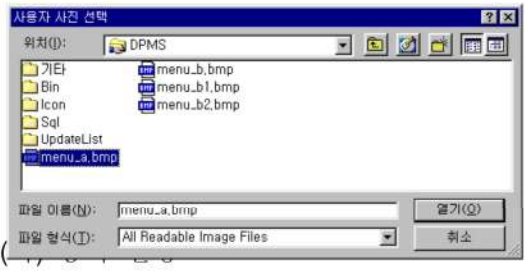 사용자 사진 선택
위치(I): DPMS
기타
Bin
Icon
Sql
UpdateList
menu_a.bmp
menu_b.bmp
menu_b1.bmp
menu_b2.bmp
파일 이름(N): menu_a.bmp 열기(O)
파일 형식(T): All Readable Image Files 취소